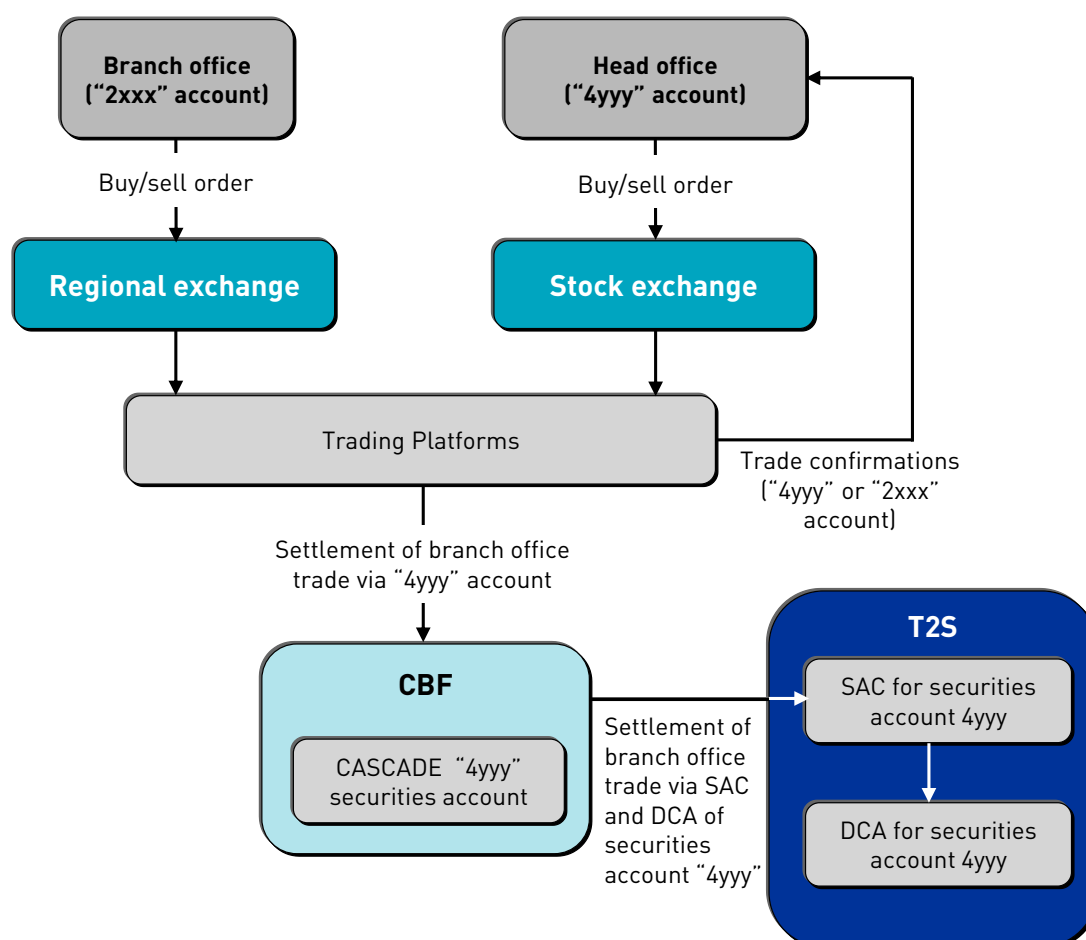 Branch office
(“2xxx” account)
Head office
(“4yyy” account)
Buy/sell order
Buy/sell order
Regional exchange
Stock exchange
Trading Platforms
Trade confirmations
(“4yyy” or “2xxx”
account)
Settlement of branch office
trade via “4yyy” account
CBF
CASCADE “4yyy”
securities account
Settlement of
branch office
trade via SAC
and DCA of
securities
account “4yyy”
T2S
SAC for securities
account 4yyy
DCA for securities
account 4yyy